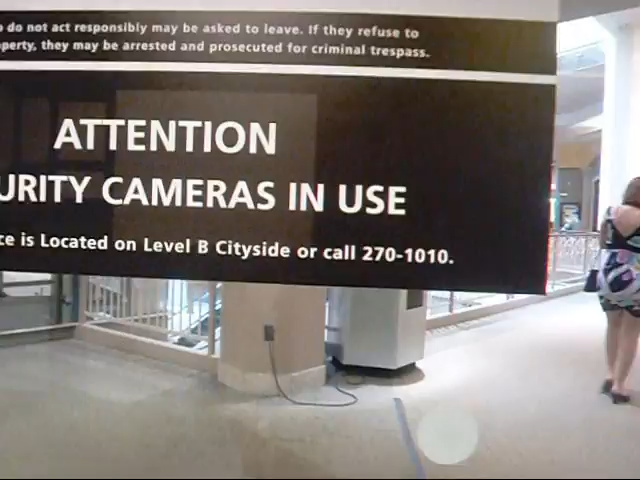 do not act responsibly may be asked to leave. If they refuse to
perty, they may be arrested and prosecuted for criminal trespass.
ATTENTION
URITY CAMERAS IN USE
ce is Located on Level B Cityside or call 270-1010.